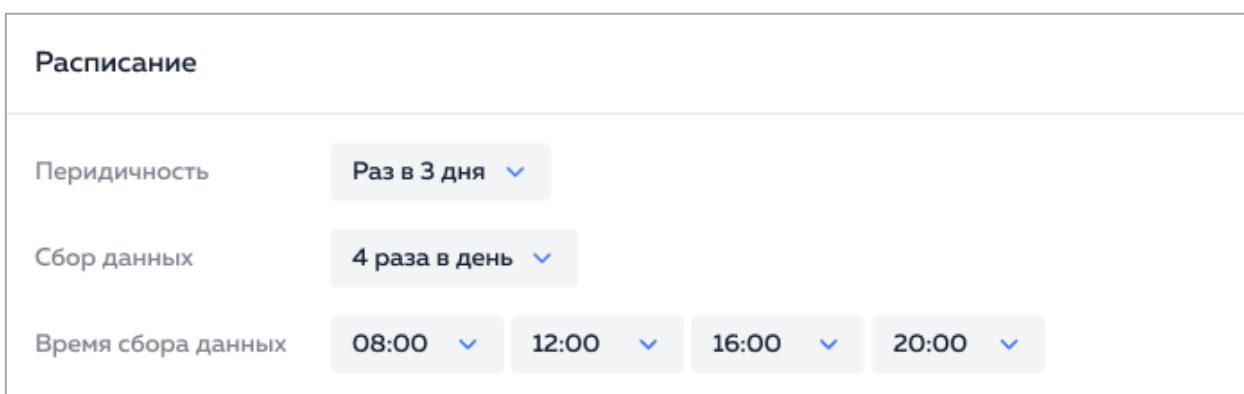 Расписание
Перидичность Раз в 3 дня
Сбор данных 4 раза в день
Время сбора данных 08:00 12:00 16:00 20:00